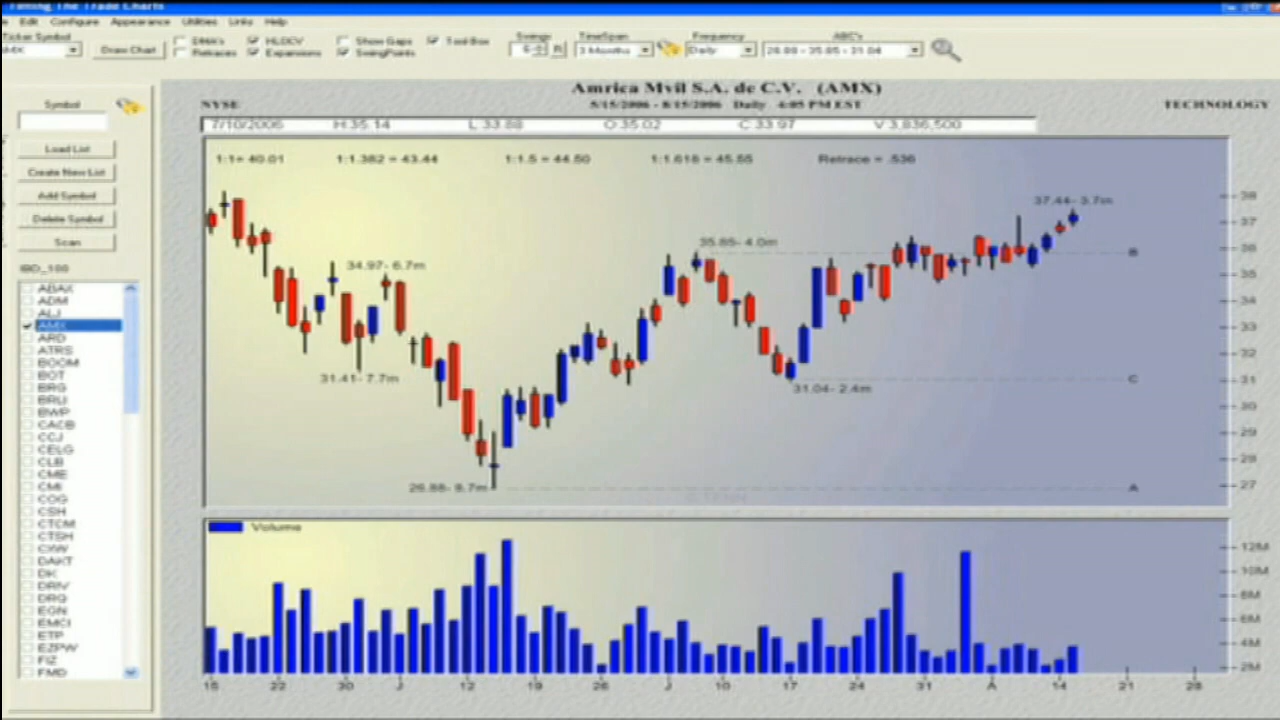 Timing The Trade Charts
Edit Configure Appearance Utilities Links Help
Ticker Symbol
AMX
Draw Chart
EMA's
Retraces
HLOCV
Expansions
Show Gaps
SwingPoints
Tool Box
Swings
6
R
TimeSpan
3 Months
Frequency
Daily
ABC's
26.88 - 35.85 - 31.04
Symbol
Load List
Create New List
Add Symbol
Delete Symbol
Scan
IBD_100
ABAX
ADM
ALJ
AMX
ARD
ATRS
BOOM
BOT
BRG
BRLI
BWP
CACB
CCJ
CELG
CLB
CME
CMI
COG
CSH
CTCM
CTSH
CXW
DAKT
DK
DRIV
DRQ
EGN
EMCI
ETP
EZPW
FIZ
FMD
Amrica Mvil S.A. de C.V. (AMX)
NYSE
5/15/2006 - 8/15/2006 Daily 4:05 PM EST
TECHNOLOGY
7/10/2006 H:35.14 L:33.88 O:35.02 C:33.97 V:3,836,500
1:1= 40.01 1:1.382 = 43.44 1:1.5 = 44.50 1:1.618 = 45.55 Retrace = .536
37.44- 3.7m
35.85- 4.0m
34.97- 6.7m
31.41- 7.7m
31.04- 2.4m
26.88- 8.7m
B
C
A
38
37
36
35
34
33
32
31
30
29
28
27
Volume
12M
10M
8M
6M
4M
2M
15 22 30 J 12 19 26 J 10 17 24 31 A 14 21 28